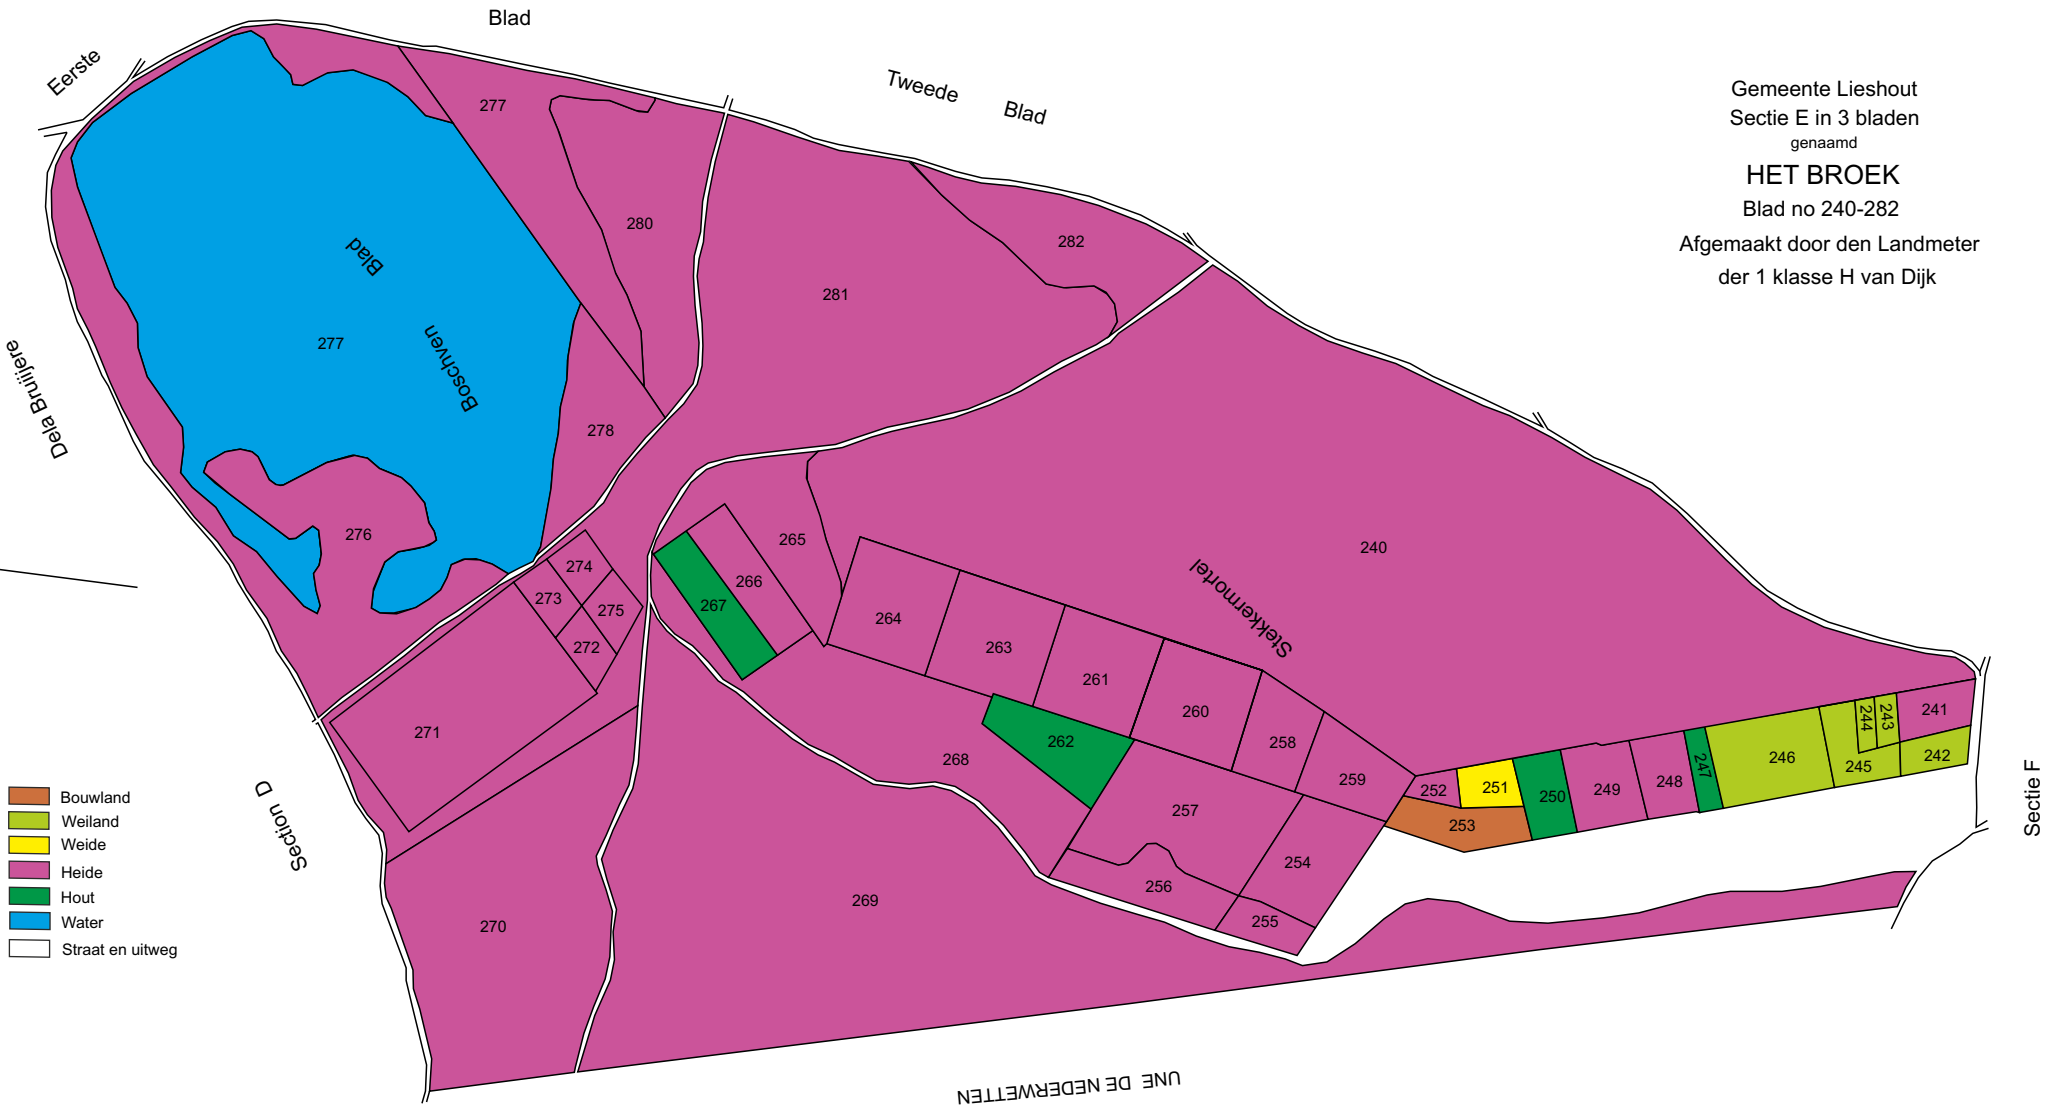 Blad
Eerste
Tweede
Blad
Gemeente Lieshout
Sectie E in 3 bladen
genaamd
HET BROEK
Blad no 240-282
Afgemaakt door den Landmeter
der 1 klasse H van Dijk
277
280
282
281
Blad
277
Boschven
Dela Bruijiere
278
276
274
273
275
272
265
266
267
240
Stekkermortel
264
263
261
260
258
259
262
268
271
257
254
256
255
269
270
252
251
250
253
249
248
247
246
245
244
243
241
242
Sectie F
Section D
Bouwland
Weiland
Weide
Heide
Hout
Water
Straat en uitweg
UNE DE NEDERWETTEN